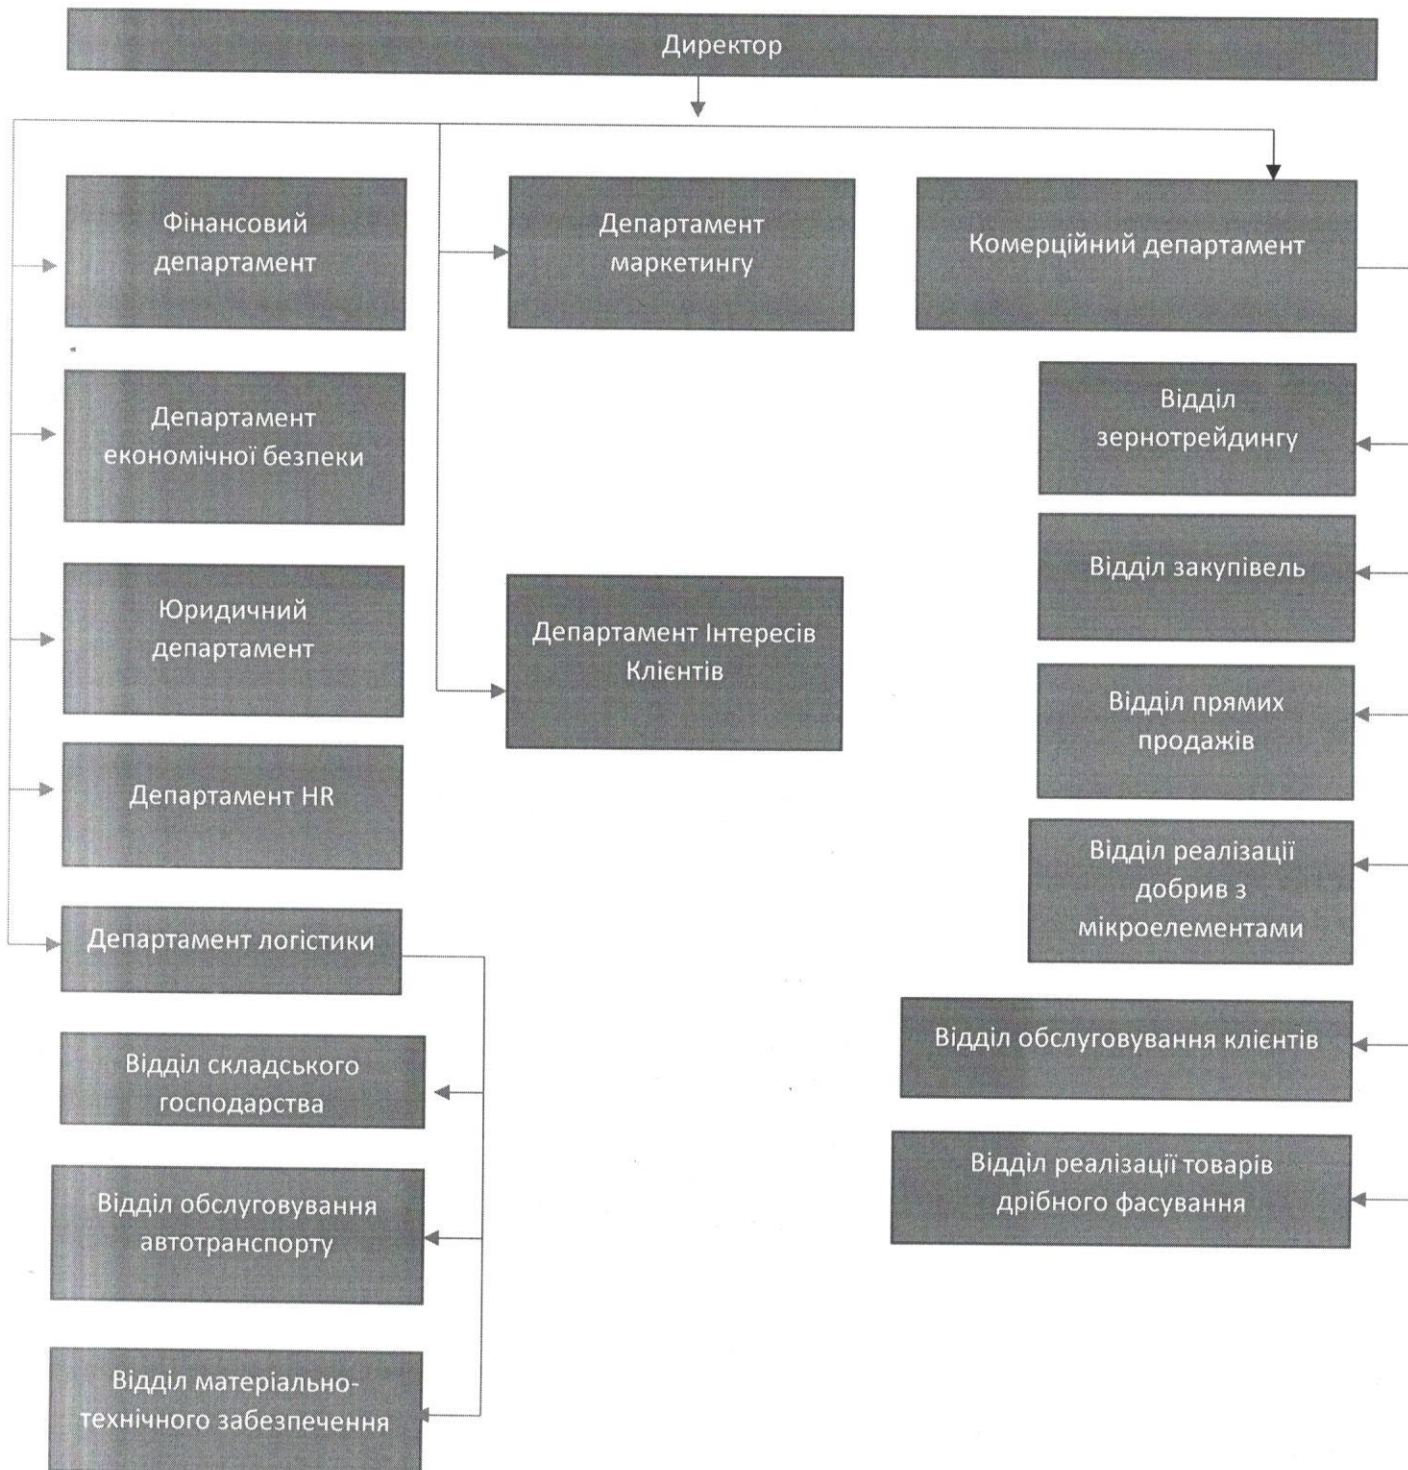 Директор
Фінансовий
департамент
Департамент
маркетингу
Комерційний департамент
Департамент
економічної безпеки
Юридичний
департамент
Департамент HR
Департамент логістики
Відділ складського
господарства
Відділ обслуговування
автотранспорту
Відділ матеріально-
технічного забезпечення
Департамент Інтересів
Клієнтів
Відділ
зернотрейдингу
Відділ закупівель
Відділ прямих
продажів
Відділ реалізації
добрив з
мікроелементами
Відділ обслуговування клієнтів
Відділ реалізації товарів
дрібного фасування